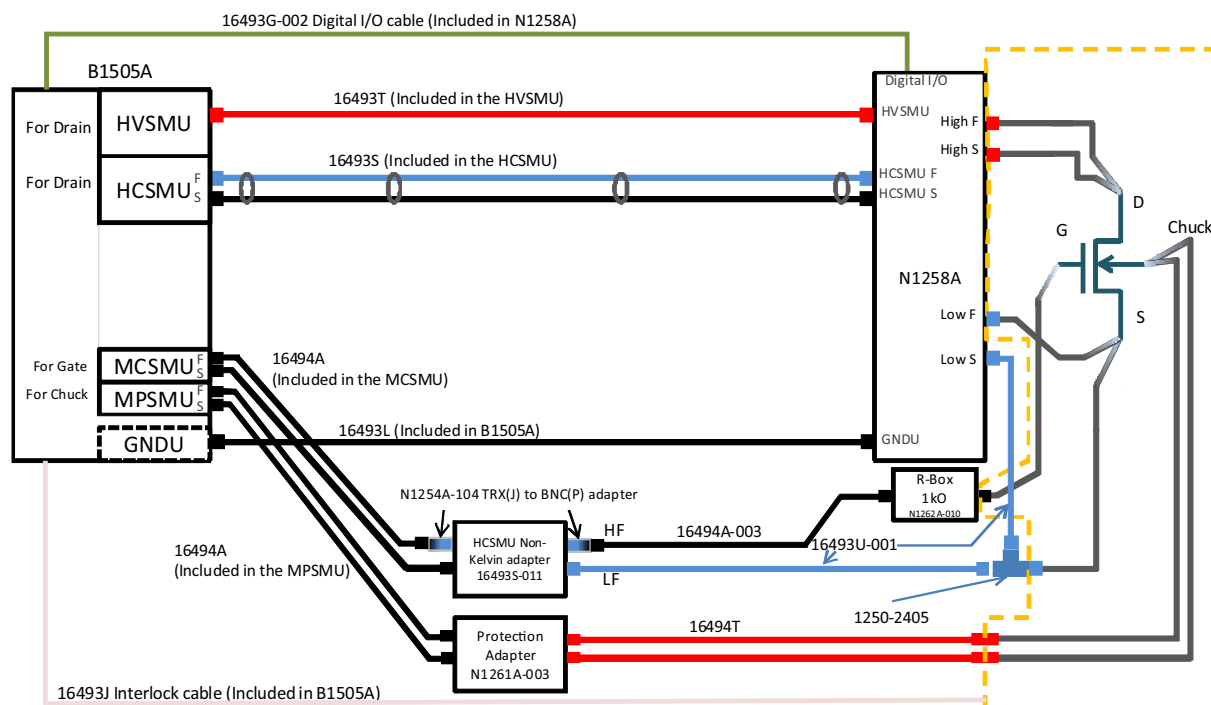 16493G-002 Digital I/O cable (Included in N1258A)
B1505A
Digital I/O
16493T (Included in the HVSMU)
For Drain
HVSMU
HVSMU
High F
High S
16493S (Included in the HCSMU)
For Drain
HCSMU
F
S
HCSMU F
HCSMU S
D
G
Chuck
N1258A
Low F
S
Low S
16494A
(Included in the MCSMU)
For Gate
MCSMU
F
S
For Chuck
MPSMU
F
S
16493L (Included in B1505A)
GNDU
GNDU
R-Box
1kO
N1262A-010
N1254A-104 TRX(J) to BNC(P) adapter
HF
16494A-003
HCSMU Non-
Kelvin adapter
16493S-011
16493U-001
16494A
(Included in the MPSMU)
LF
1250-2405
16494T
Protection
Adapter
N1261A-003
16493J Interlock cable (Included in B1505A)